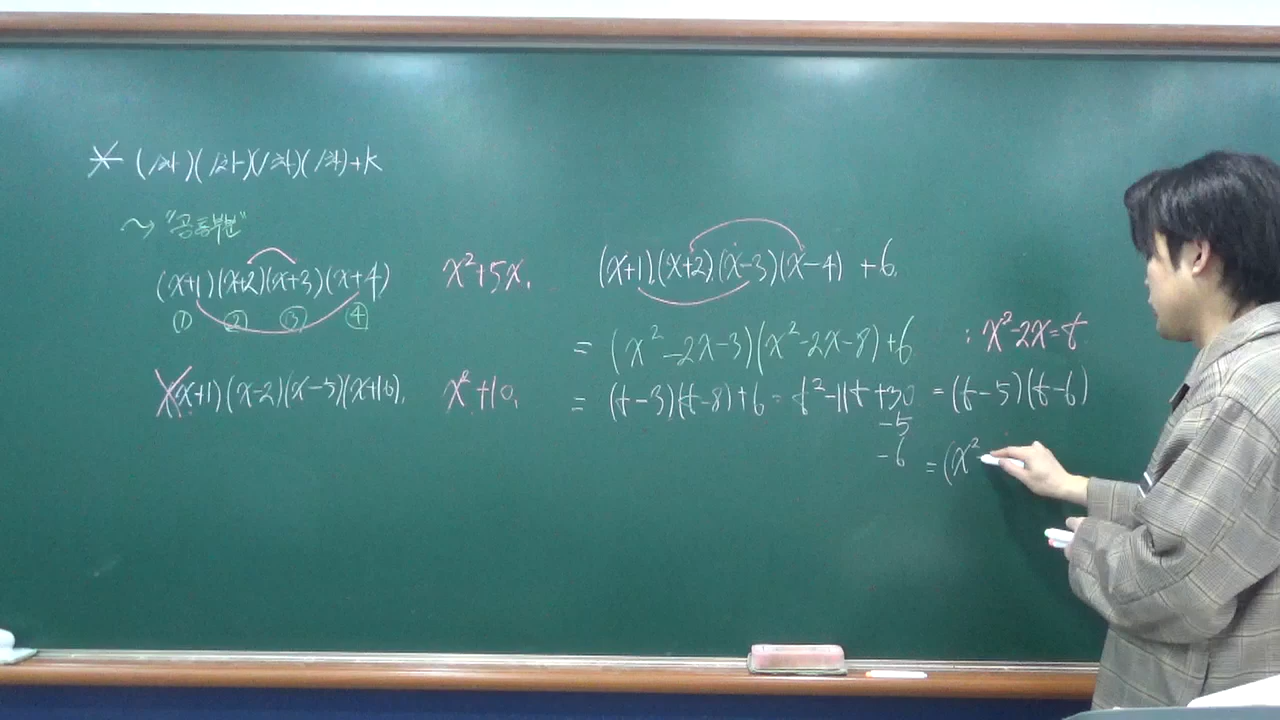 * (1차)(1차)(1차)(1차)+k
~> "공통부분"
(x+1)(x+2)(x+3)(x+4) x²+5x.
① ② ③ ④
(x+1)(x-2)(x-5)(x+6). x²+10.
(x+1)(x+2)(x-3)(x-4)+6.
= (x²-2x-3)(x²-2x-8)+6 : x²-2x=t
= (t-3)(t-8)+6 = t²-11t+30 = (t-5)(t-6)
-5
-6 = (x²-